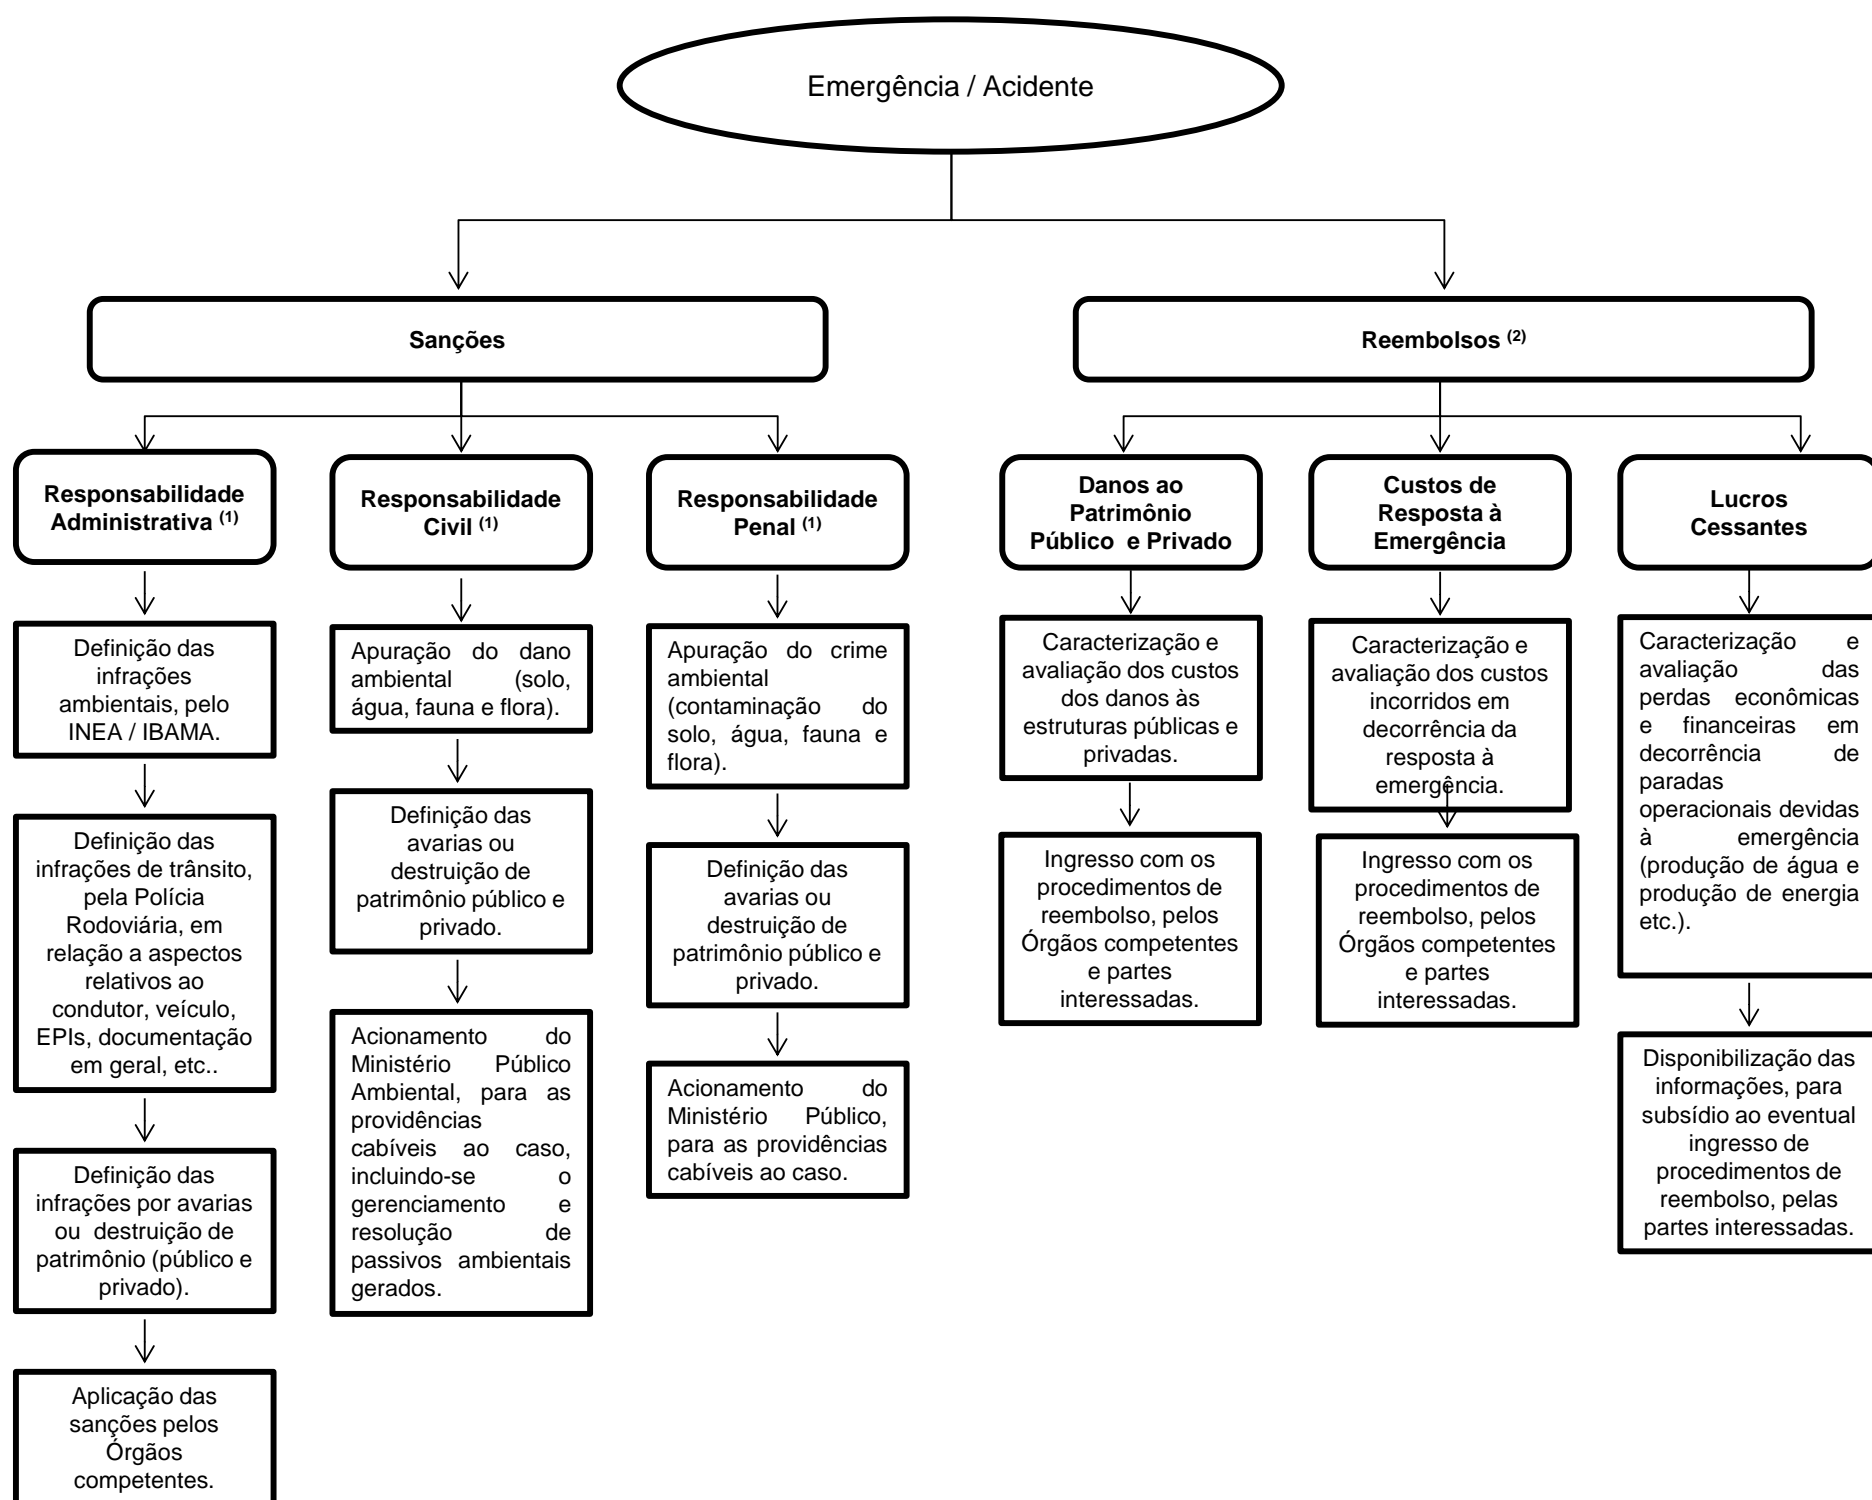 Emergência / Acidente
Sanções
Reembolsos (2)
Responsabilidade
Administrativa (1)
Responsabilidade
Civil (1)
Responsabilidade
Penal (1)
Danos ao
Patrimônio
Público e Privado
Custos de
Resposta à
Emergência
Lucros
Cessantes
Definição das
infrações
ambientais, pelo
INEA / IBAMA.
Definição das
infrações de trânsito,
pela Polícia
Rodoviária, em
relação a aspectos
relativos ao
condutor, veículo,
EPIs, documentação
em geral, etc..
Definição das
infrações por avarias
ou destruição de
patrimônio (público e
privado).
Aplicação das
sanções pelos
Órgãos
competentes.
Apuração do dano
ambiental (solo,
água, fauna e flora).
Definição das
avarias ou
destruição de
patrimônio público e
privado.
Acionamento do
Ministério Público
Ambiental, para as
providências
cabíveis ao caso,
incluindo-se o
gerenciamento e
resolução de
passivos ambientais
gerados.
Apuração do crime
ambiental
(contaminação do
solo, água, fauna e
flora).
Definição das
avarias ou
destruição de
patrimônio público e
privado.
Acionamento do
Ministério Público,
para as providências
cabíveis ao caso.
Caracterização e
avaliação dos custos
dos danos às
estruturas públicas e
privadas.
Ingresso com os
procedimentos de
reembolso, pelos
Órgãos competentes
e partes
interessadas.
Caracterização e
avaliação dos custos
incorridos em
decorrência da
resposta à
emergência.
Ingresso com os
procedimentos de
reembolso, pelos
Órgãos competentes
e partes
interessadas.
Caracterização e
avaliação das
perdas econômicas
e financeiras em
decorrência de
paradas
operacionais devidas
à emergência
(produção de água e
produção de energia
etc.).
Disponibilização das
informações, para
subsídio ao eventual
ingresso de
procedimentos de
reembolso, pelas
partes interessadas.